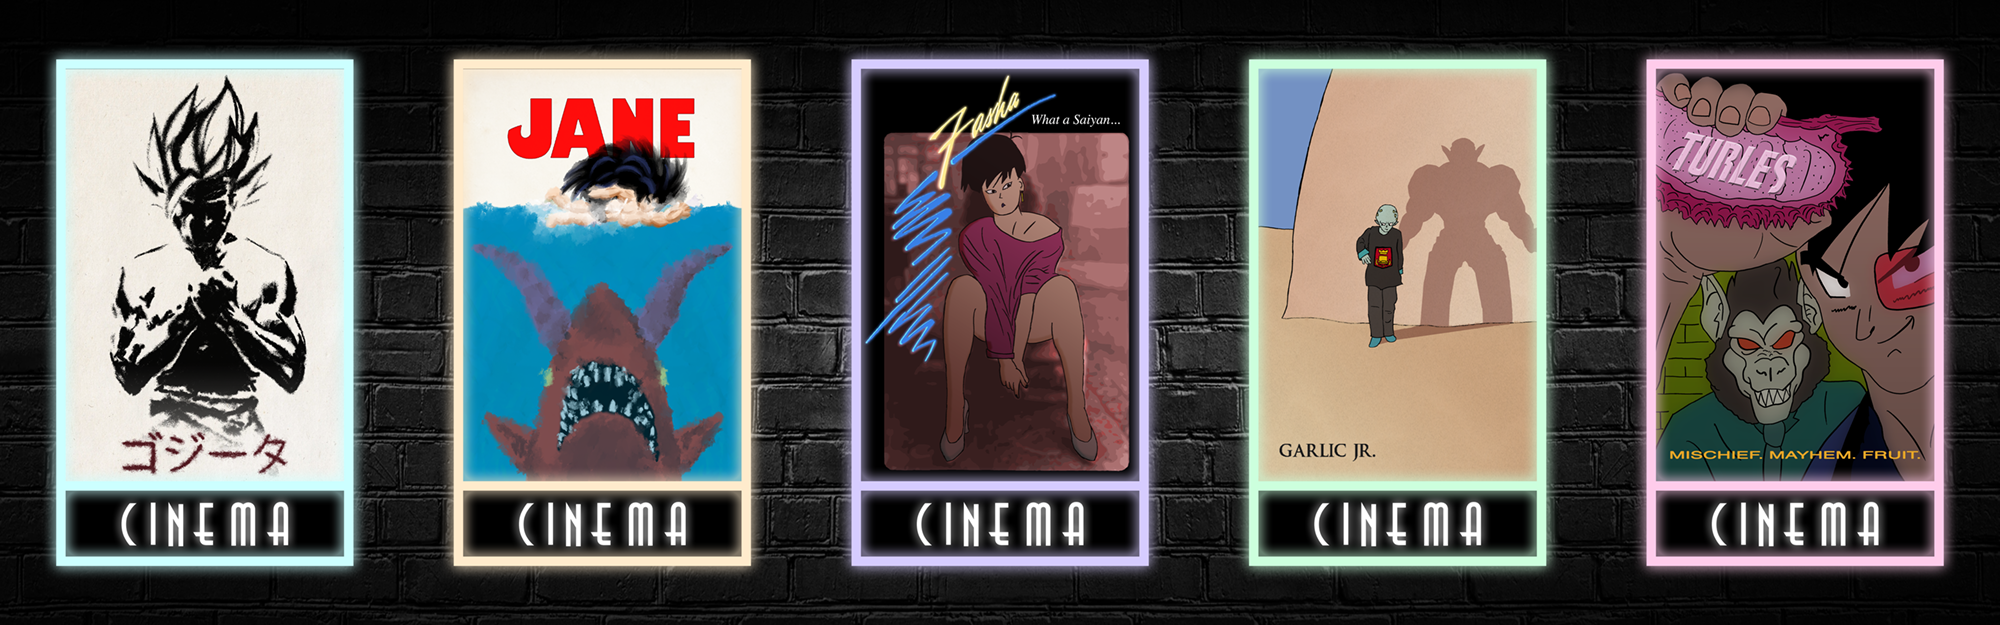 ゴジータ
CINEMA
JANE
CINEMA
Fasha
What a Saiyan...
CINEMA
GARLIC JR.
CINEMA
TURLES
MISCHIEF. MAYHEM. FRUIT.
CINEMA